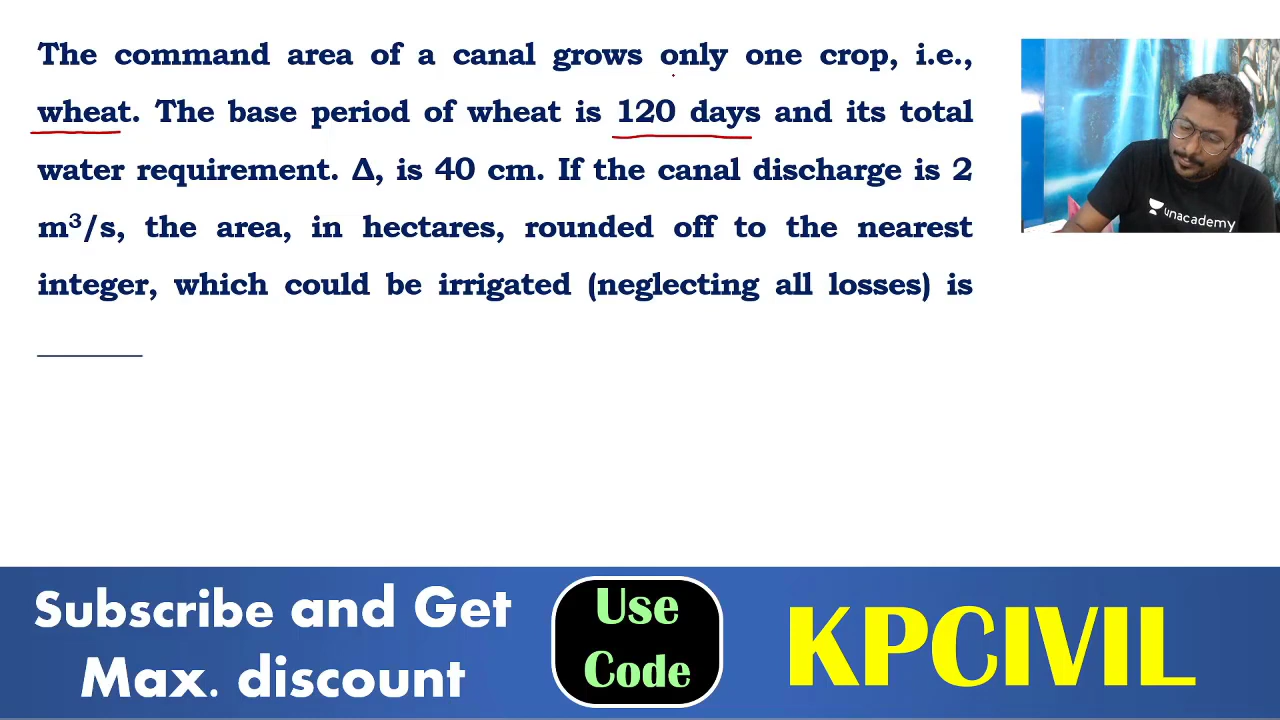 The command area of a canal grows only one crop, i.e.,
wheat. The base period of wheat is 120 days and its total
water requirement. Δ, is 40 cm. If the canal discharge is 2
m³/s, the area, in hectares, rounded off to the nearest
integer, which could be irrigated (neglecting all losses) is
________
unacademy
Subscribe and Get
Max. discount
Use
Code
KPCIVIL